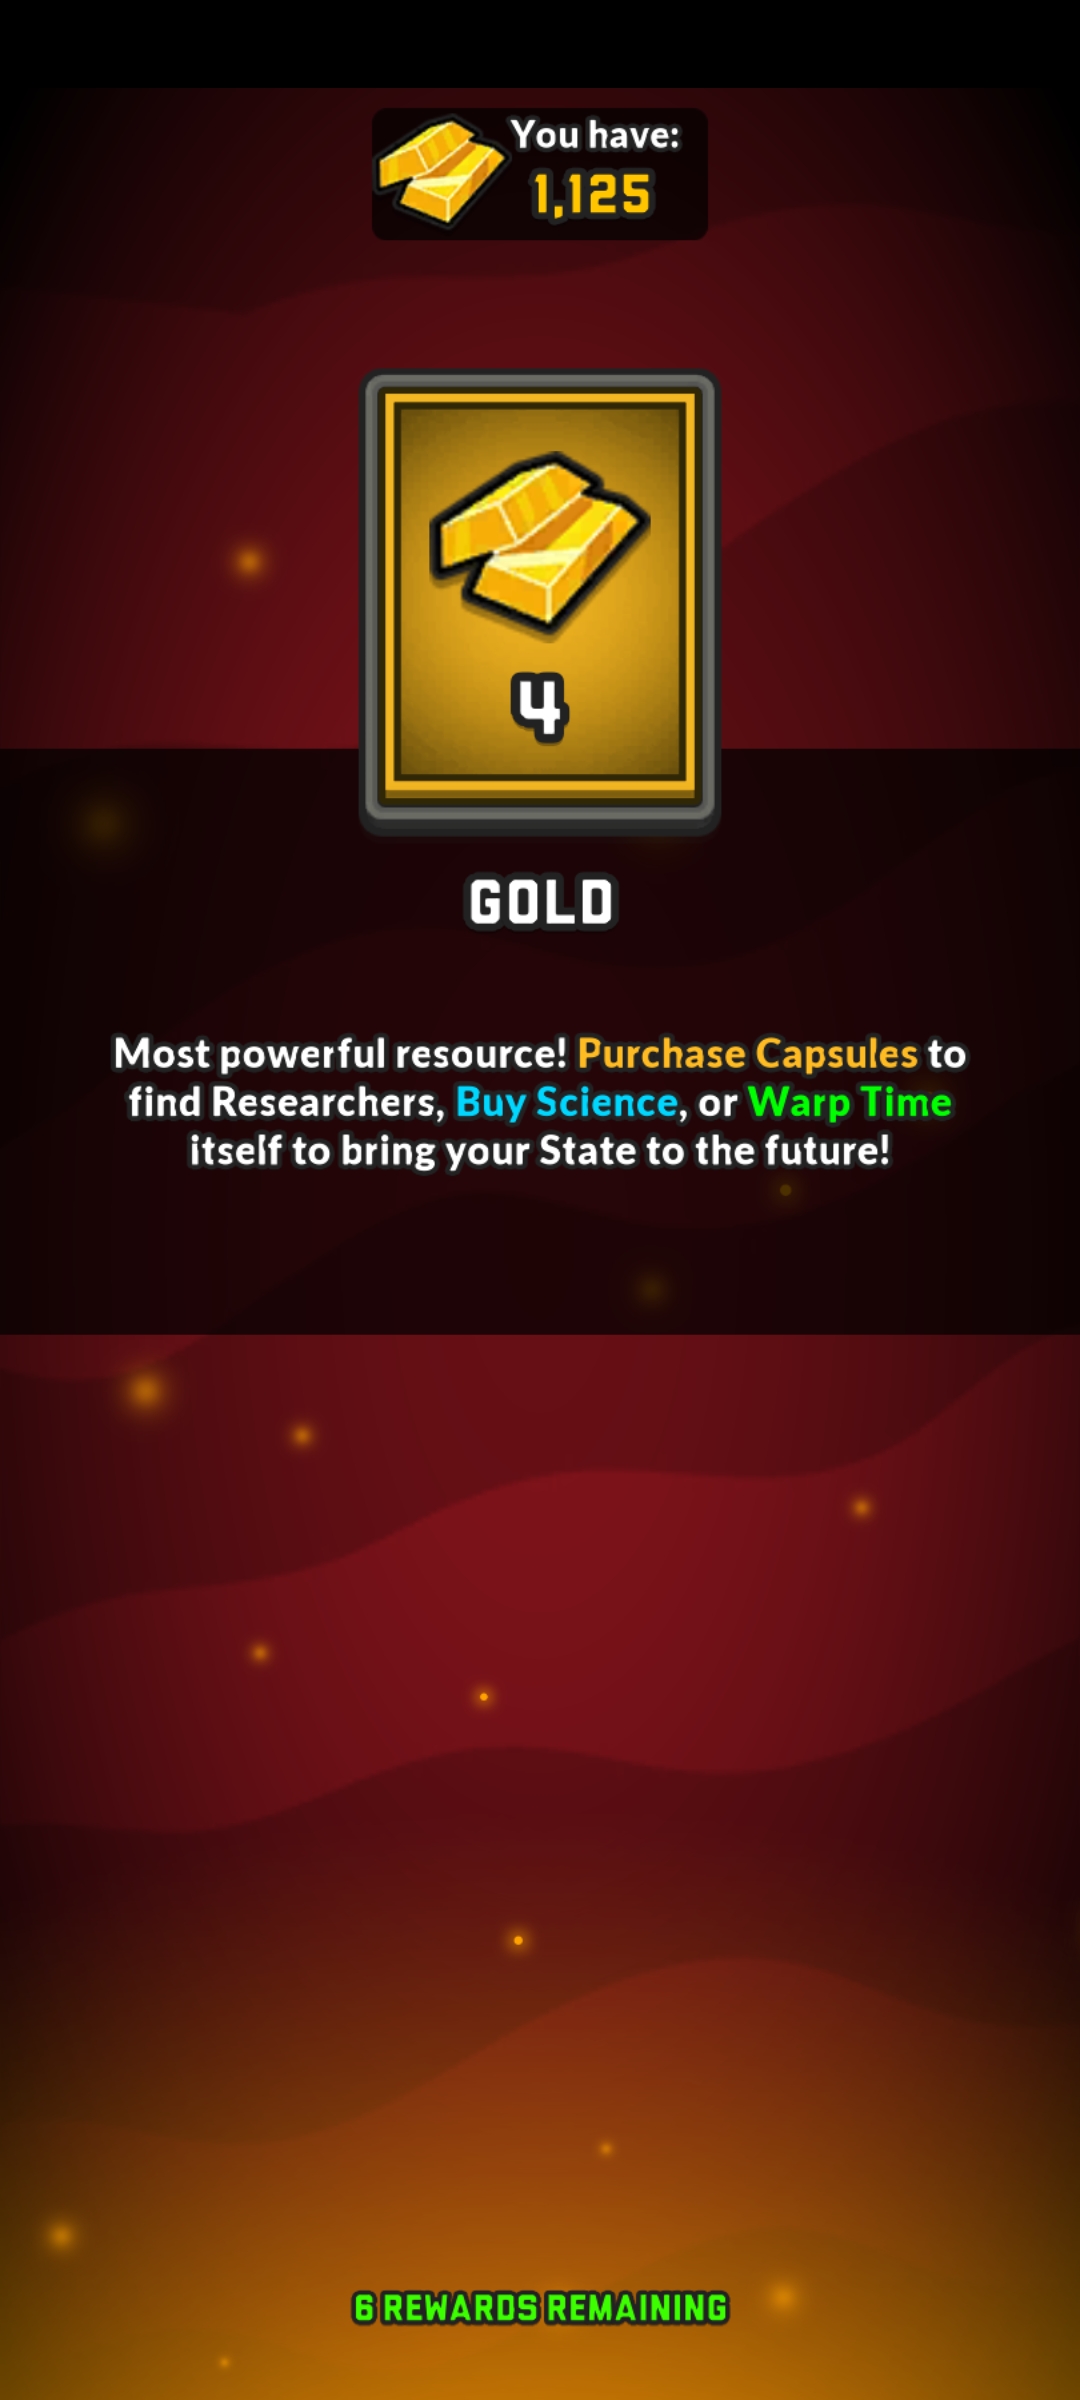 You have:
1,125
4
GOLD
Most powerful resource! Purchase Capsules to
find Researchers, Buy Science, or Warp Time
itself to bring your State to the future!
6 REWARDS REMAINING